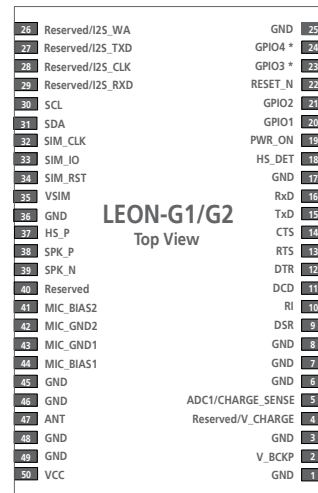 26 Reserved/I2S_WA GND 25
27 Reserved/I2S_TXD GPIO4 * 24
28 Reserved/I2S_CLK GPIO3 * 23
29 Reserved/I2S_RXD RESET_N 22
30 SCL GPIO2 21
31 SDA GPIO1 20
32 SIM_CLK PWR_ON 19
33 SIM_IO HS_DET 18
34 SIM_RST GND 17
35 VSIM RxD 16
36 GND TxD 15
LEON-G1/G2
37 HS_P CTS 14
Top View
38 SPK_P RTS 13
39 SPK_N DTR 12
40 Reserved DCD 11
41 MIC_BIAS2 RI 10
42 MIC_GND2 DSR 9
43 MIC_GND1 GND 8
44 MIC_BIAS1 GND 7
45 GND GND 6
46 GND ADC1/CHARGE_SENSE 5
47 ANT Reserved/V_CHARGE 4
48 GND GND 3
49 GND V_BCKP 2
50 VCC GND 1